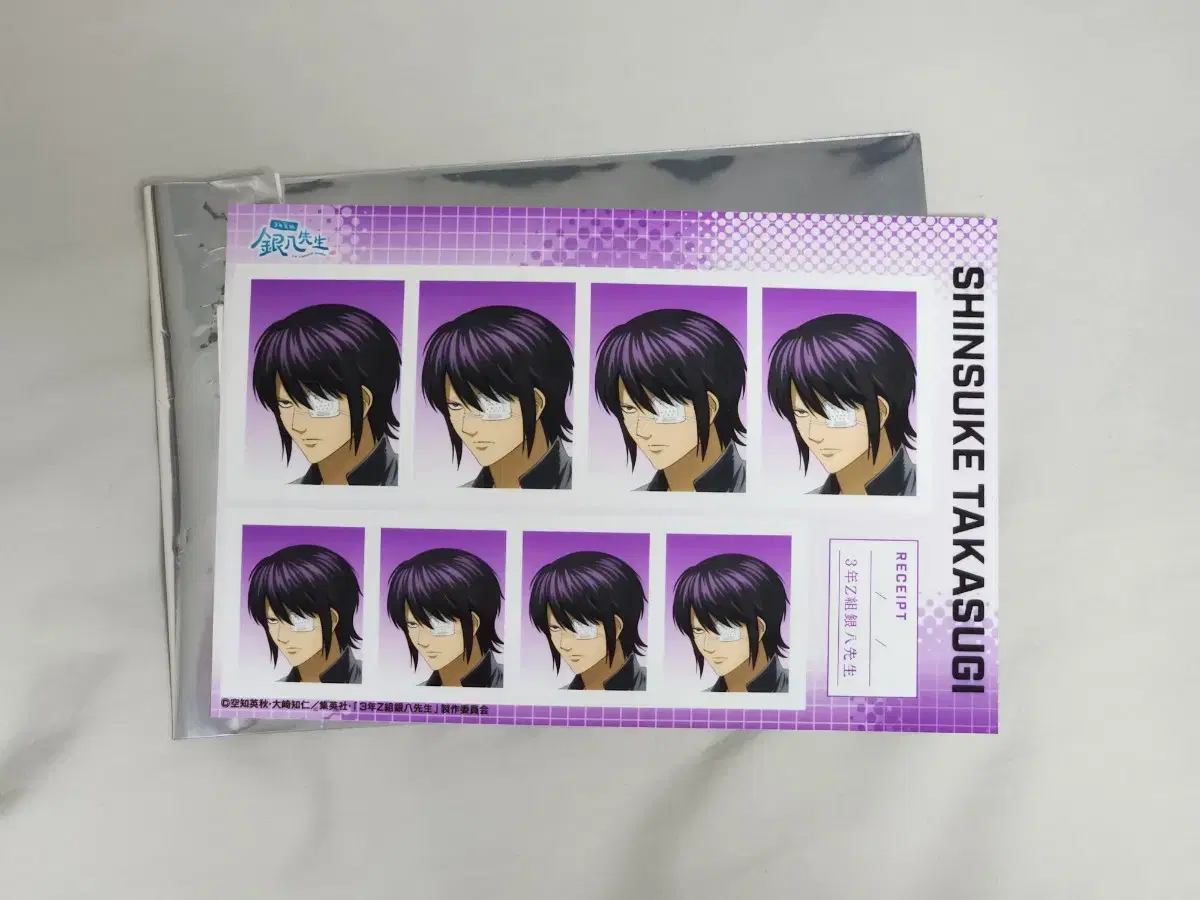 銀八先生
SHINSUKE TAKASUGI
RECEIPT
/ /
3年Z組銀八先生
©空知英秋・大崎知仁／集英社・「3年Z組銀八先生」製作委員会